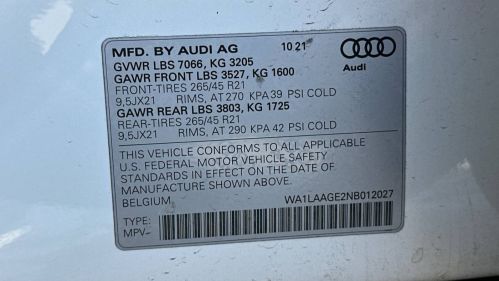 MFD. BY AUDI AG 10 21
GVWR LBS 7066, KG 3205
GAWR FRONT LBS 3527, KG 1600
FRONT-TIRES 265/45 R21
9,5JX21 RIMS, AT 270 KPA 39 PSI COLD
GAWR REAR LBS 3803, KG 1725
REAR-TIRES 265/45 R21
9,5JX21 RIMS, AT 290 KPA 42 PSI COLD
Audi
THIS VEHICLE CONFORMS TO ALL APPLICABLE
U.S. FEDERAL MOTOR VEHICLE SAFETY
STANDARDS IN EFFECT ON THE DATE OF
MANUFACTURE SHOWN ABOVE.
BELGIUM. WA1LAAGE2NB012027
TYPE:
MPV